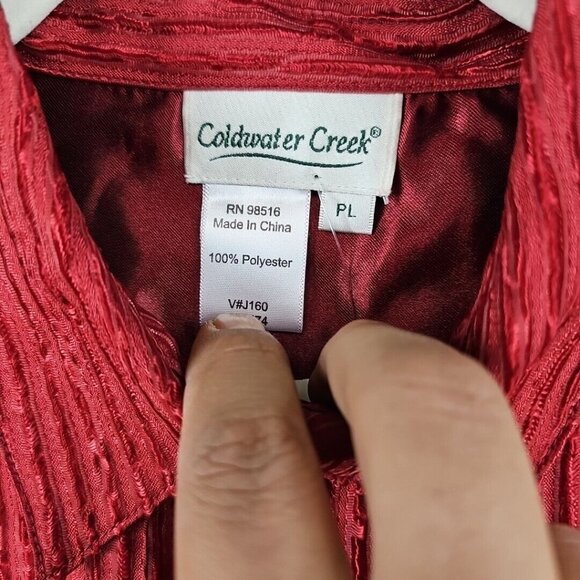 Coldwater Creek®
PL
RN 98516
Made In China
100% Polyester
V#J160